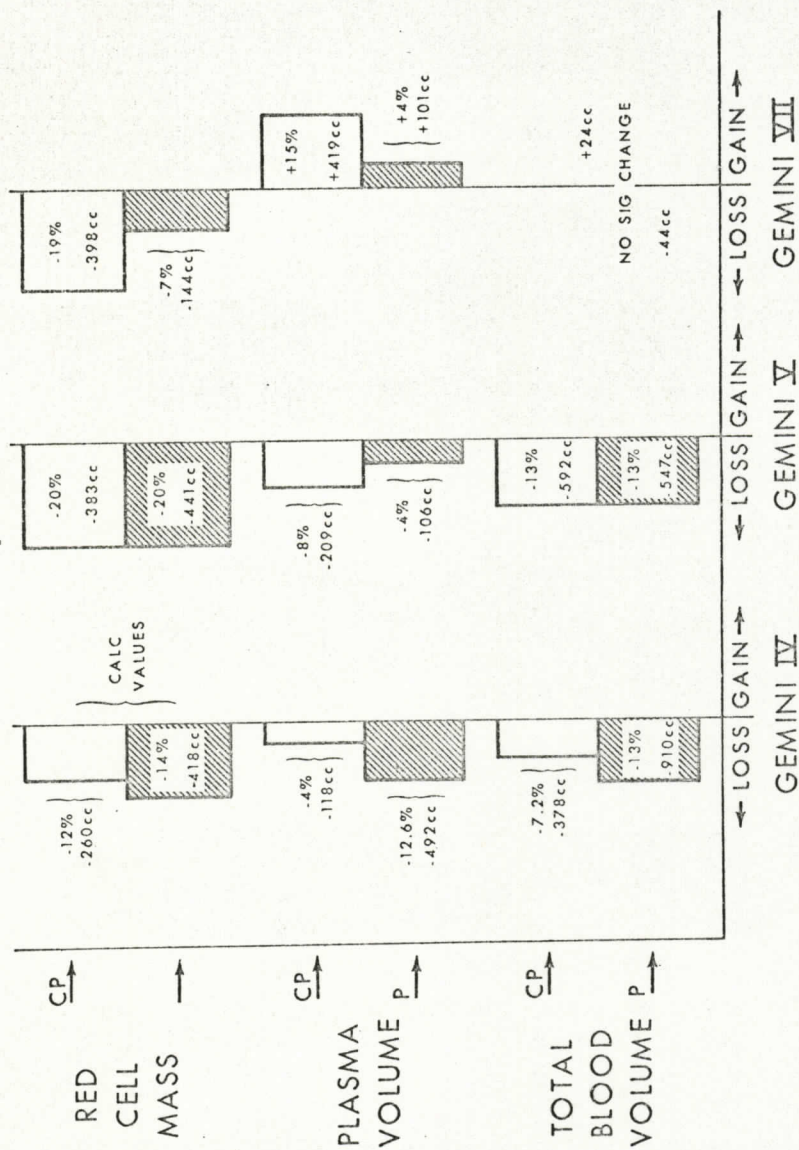 RED
CELL
MASS
CP
-12%
-260cc
-14%
-418cc
CALC
VALUES
-20%
-383cc
-20%
-441cc
-19%
-398cc
-7%
-144cc
PLASMA
VOLUME
CP
P
-4%
-118cc
-12.6%
-492cc
-8%
-209cc
-4%
-106cc
+15%
+419cc
+4%
+101cc
TOTAL
BLOOD
VOLUME
CP
P
-7.2%
-378cc
-13%
-910cc
-13%
-592cc
-13%
-547cc
+24cc
NO SIG CHANGE
-44cc
← LOSS GAIN →
← LOSS GAIN →
← LOSS GAIN →
GEMINI IV
GEMINI V
GEMINI VII